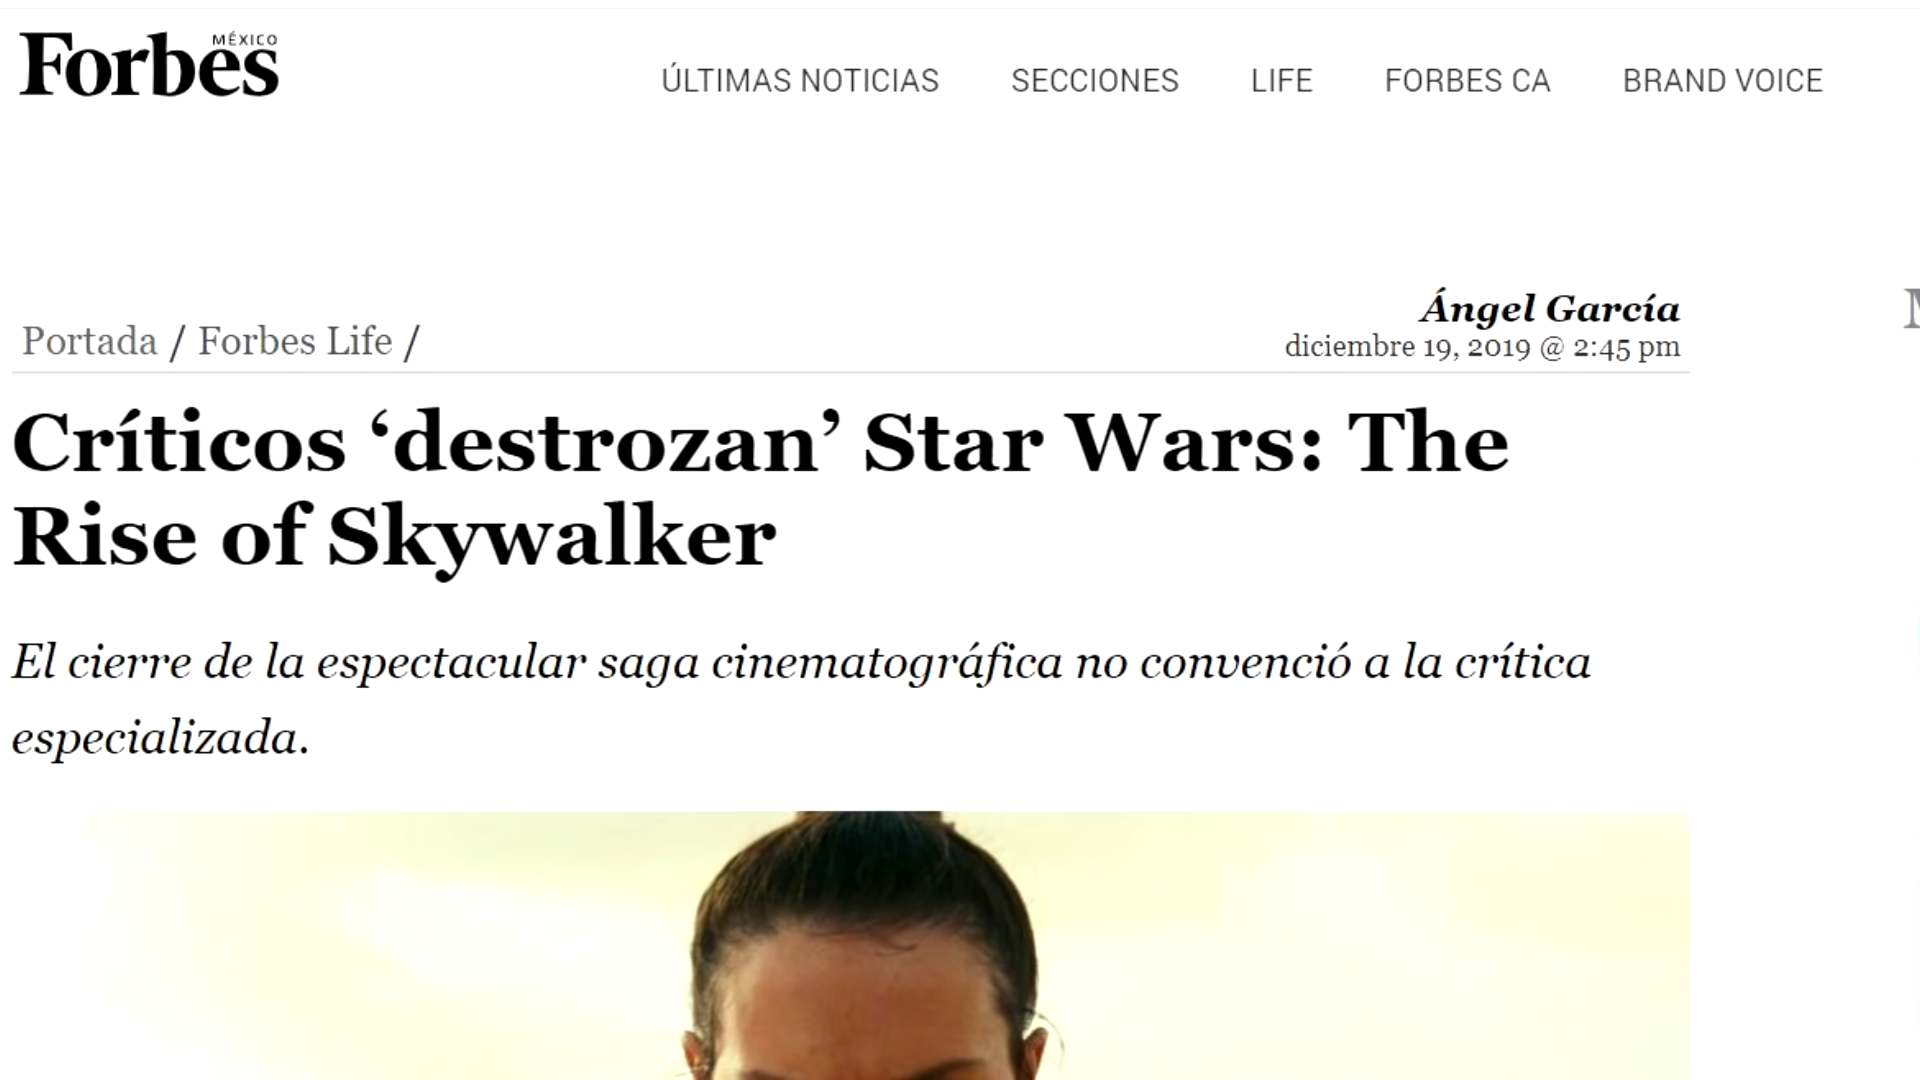 Forbes
MÉXICO
ÚLTIMAS NOTICIAS SECCIONES LIFE FORBES CA BRAND VOICE
Ángel García
Portada / Forbes Life /
diciembre 19, 2019 @ 2:45 pm
Críticos ‘destrozan’ Star Wars: The
Rise of Skywalker
El cierre de la espectacular saga cinematográfica no convenció a la crítica
especializada.